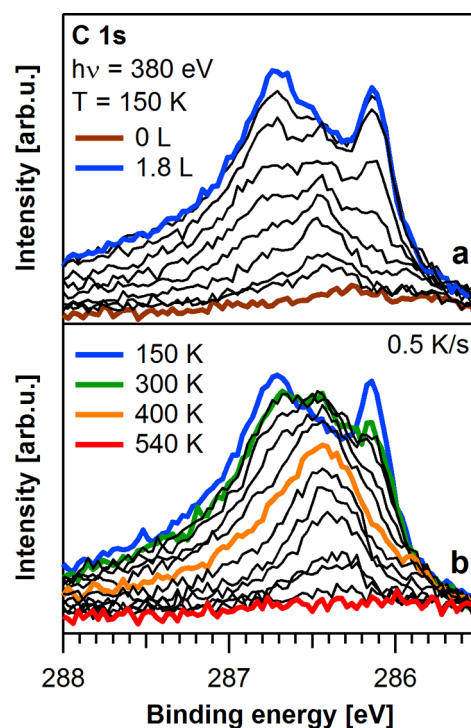 C 1s
hν = 380 eV
T = 150 K
0 L
1.8 L
Intensity [arb.u.]
a
150 K
300 K
400 K
540 K
0.5 K/s
Intensity [arb.u.]
b
288
287
286
Binding energy [eV]